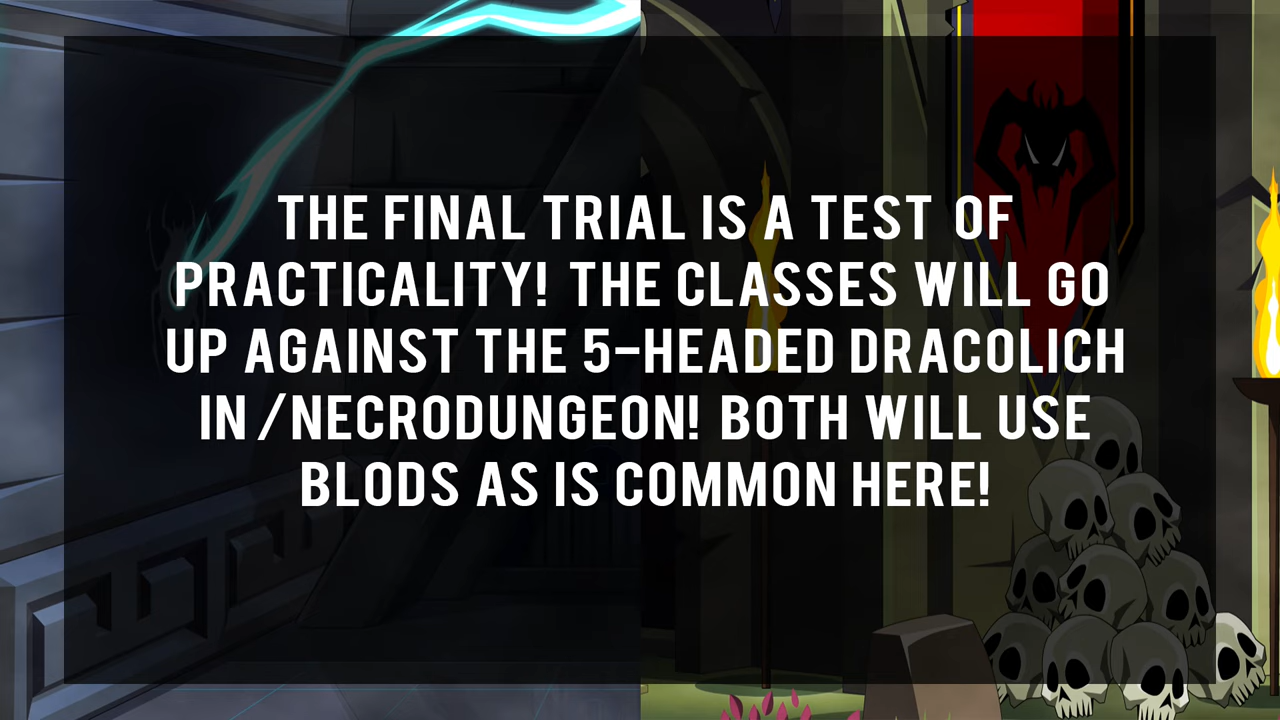 THE FINAL TRIAL IS A TEST OF
PRACTICALITY! THE CLASSES WILL GO
UP AGAINST THE 5-HEADED DRACOLICH
IN /NECRODUNGEON! BOTH WILL USE
BLODS AS IS COMMON HERE!